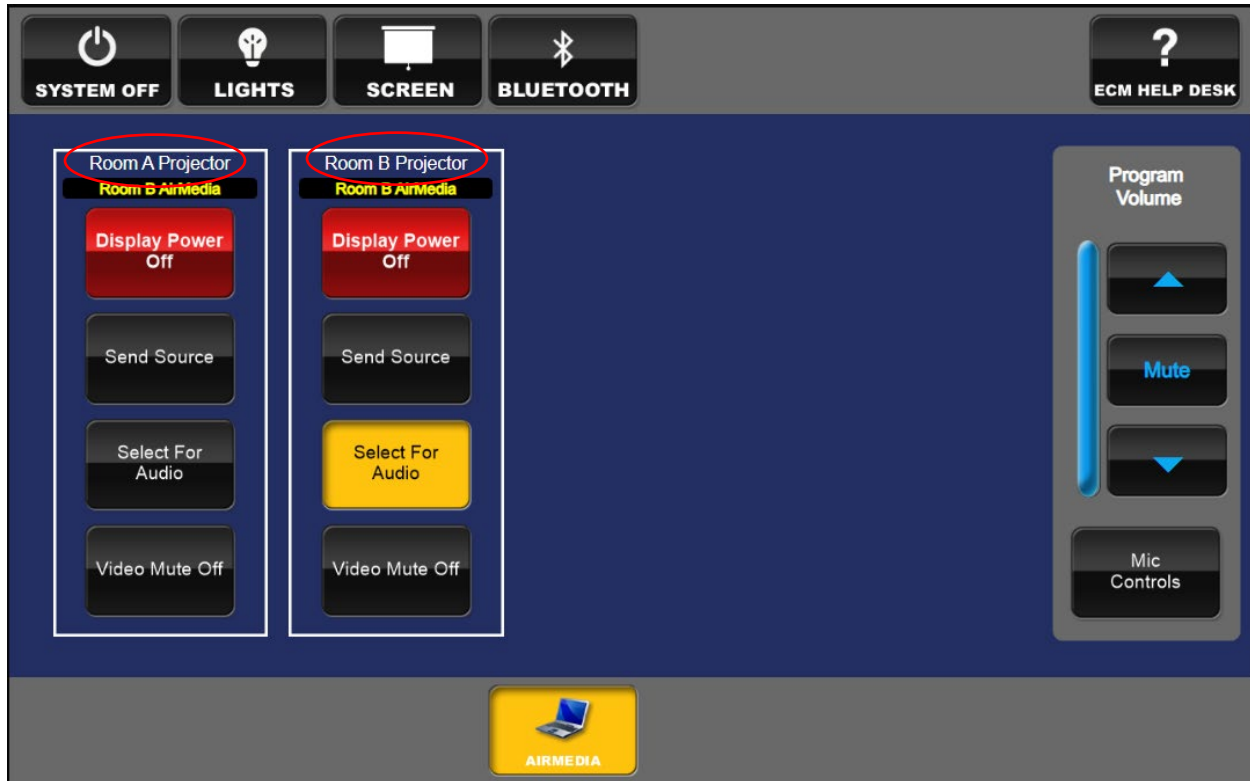 SYSTEM OFF
LIGHTS
SCREEN
BLUETOOTH
?
ECM HELP DESK
Room A Projector
Room B AirMedia
Display Power
Off
Send Source
Select For
Audio
Video Mute Off
Room B Projector
Room B AirMedia
Display Power
Off
Send Source
Select For
Audio
Video Mute Off
Program
Volume
Mute
Mic
Controls
AIRMEDIA